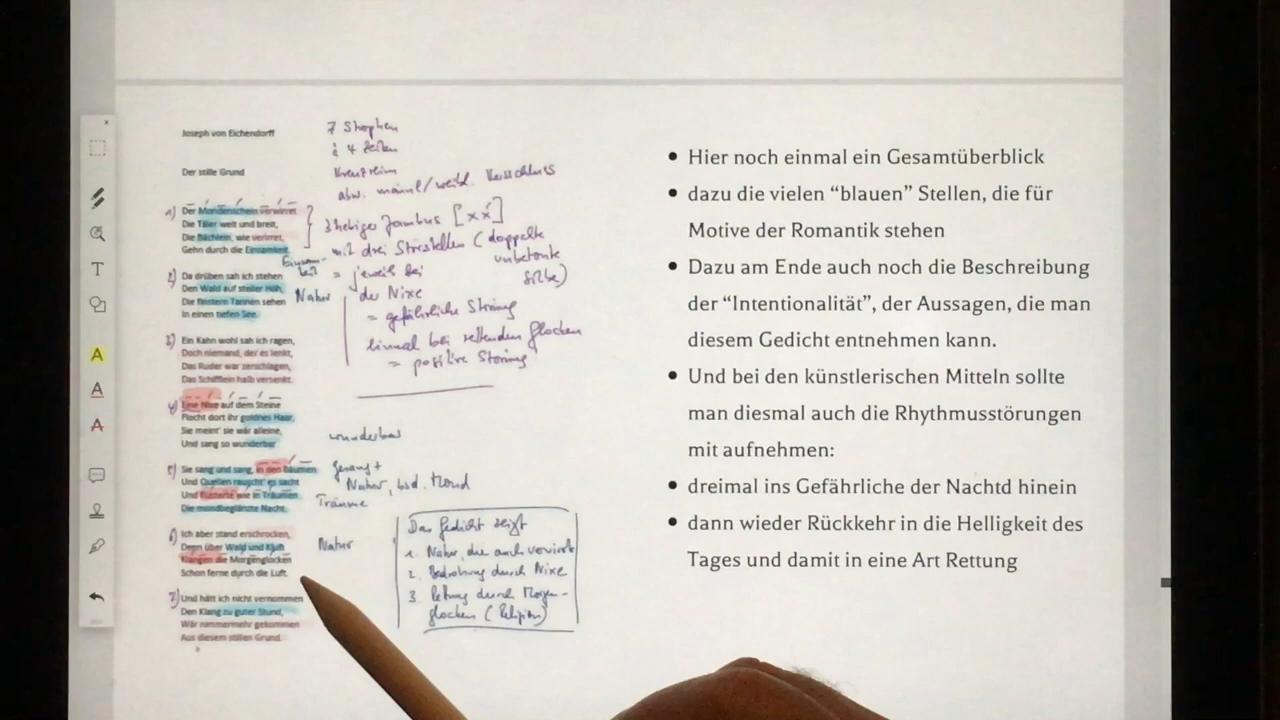 Joseph von Eichendorff
Der stille Grund
7 Strophen
à 4 Zeilen
Kreuzreim
abw. männl/weibl. Versschluss
1) Der Mondenschein verwirret
Die Täler weit und breit,
Die Bächlein, wie verirret,
Gehn durch die Einsamkeit.
3hebiger Jambus [xx́]
mit drei Störstellen (doppelte
unbetonte
Silbe)
Einsam-
keit
= jeweils bei
der Nixe
= gefährliche Störung
einmal bei rettenden Glocken
= positive Störung
2) Da drüben sah ich stehen
Den Wald auf steiler Höh,
Die finstern Tannen sehen
In einen tiefen See.
Natur
3) Ein Kahn wohl sah ich ragen,
Doch niemand, der es lenkt,
Das Ruder war zerschlagen,
Das Schifflein halb versenkt.
4) Eine Nixe auf dem Steine
Flocht dort ihr goldnes Haar,
Sie meint' sie wär alleine,
Und sang so wunderbar
wunderbar
5) Sie sang und sang, in den Bäumen
Und Quellen rauscht' es sacht
Und flüsterte wie in Träumen
Die mondbeglänzte Nacht.
Gesang +
Natur, bsd. Mond
Träume
6) Ich aber stand erschrocken,
Denn über Wald und Kluft
Klangen die Morgenglocken
Schon ferne durch die Luft.
Natur
7) Und hätt ich nicht vernommen
Den Klang zu guter Stund,
Wär nimmermehr gekommen
Aus diesem stillen Grund.
Das Gedicht zeigt
1. Natur, die auch verwirrt
2. Bedrohung durch Nixe
3. Rettung durch Morgen-
glocken (Religion)
• Hier noch einmal ein Gesamtüberblick
• dazu die vielen “blauen” Stellen, die für
Motive der Romantik stehen
• Dazu am Ende auch noch die Beschreibung
der “Intentionalität”, der Aussagen, die man
diesem Gedicht entnehmen kann.
• Und bei den künstlerischen Mitteln sollte
man diesmal auch die Rhythmusstörungen
mit aufnehmen:
• dreimal ins Gefährliche der Nachtd hinein
• dann wieder Rückkehr in die Helligkeit des
Tages und damit in eine Art Rettung